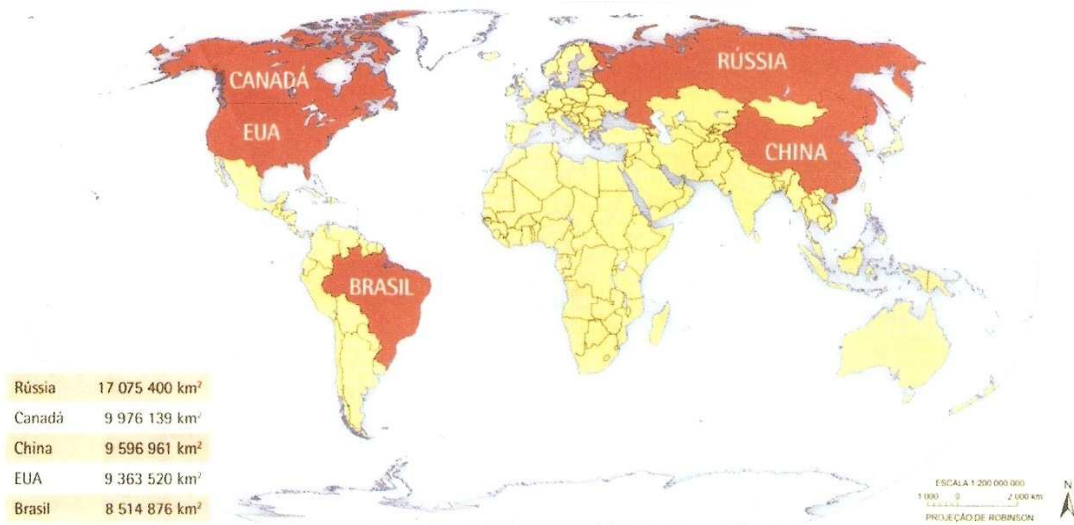 CANADÁ
RÚSSIA
EUA
CHINA
BRASIL
Rússia 17 075 400 km²
Canadá 9 976 139 km²
China 9 596 961 km²
EUA 9 363 520 km²
Brasil 8 514 876 km²
ESCALA 1:200 000 000
N
1 000 0 2 000 km
PROJEÇÃO DE ROBINSON